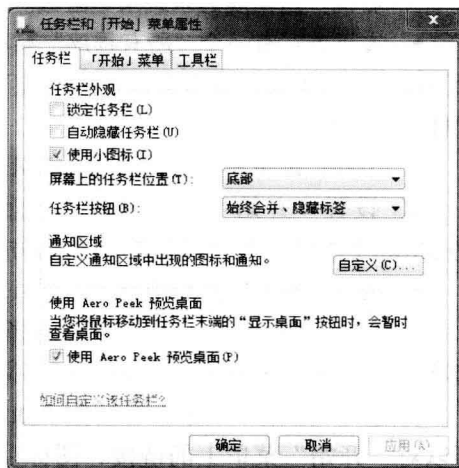 任务栏和「开始」菜单属性
任务栏 「开始」菜单 工具栏
任务栏外观
锁定任务栏(L)
自动隐藏任务栏(U)
使用小图标(I)
屏幕上的任务栏位置(T): 底部
任务栏按钮(B): 始终合并、隐藏标签
通知区域
自定义通知区域中出现的图标和通知。 自定义(C)...
使用 Aero Peek 预览桌面
当您将鼠标移动到任务栏末端的“显示桌面”按钮时，会暂时
查看桌面。
使用 Aero Peek 预览桌面(P)
如何自定义该任务栏?
确定 取消 应用(A)